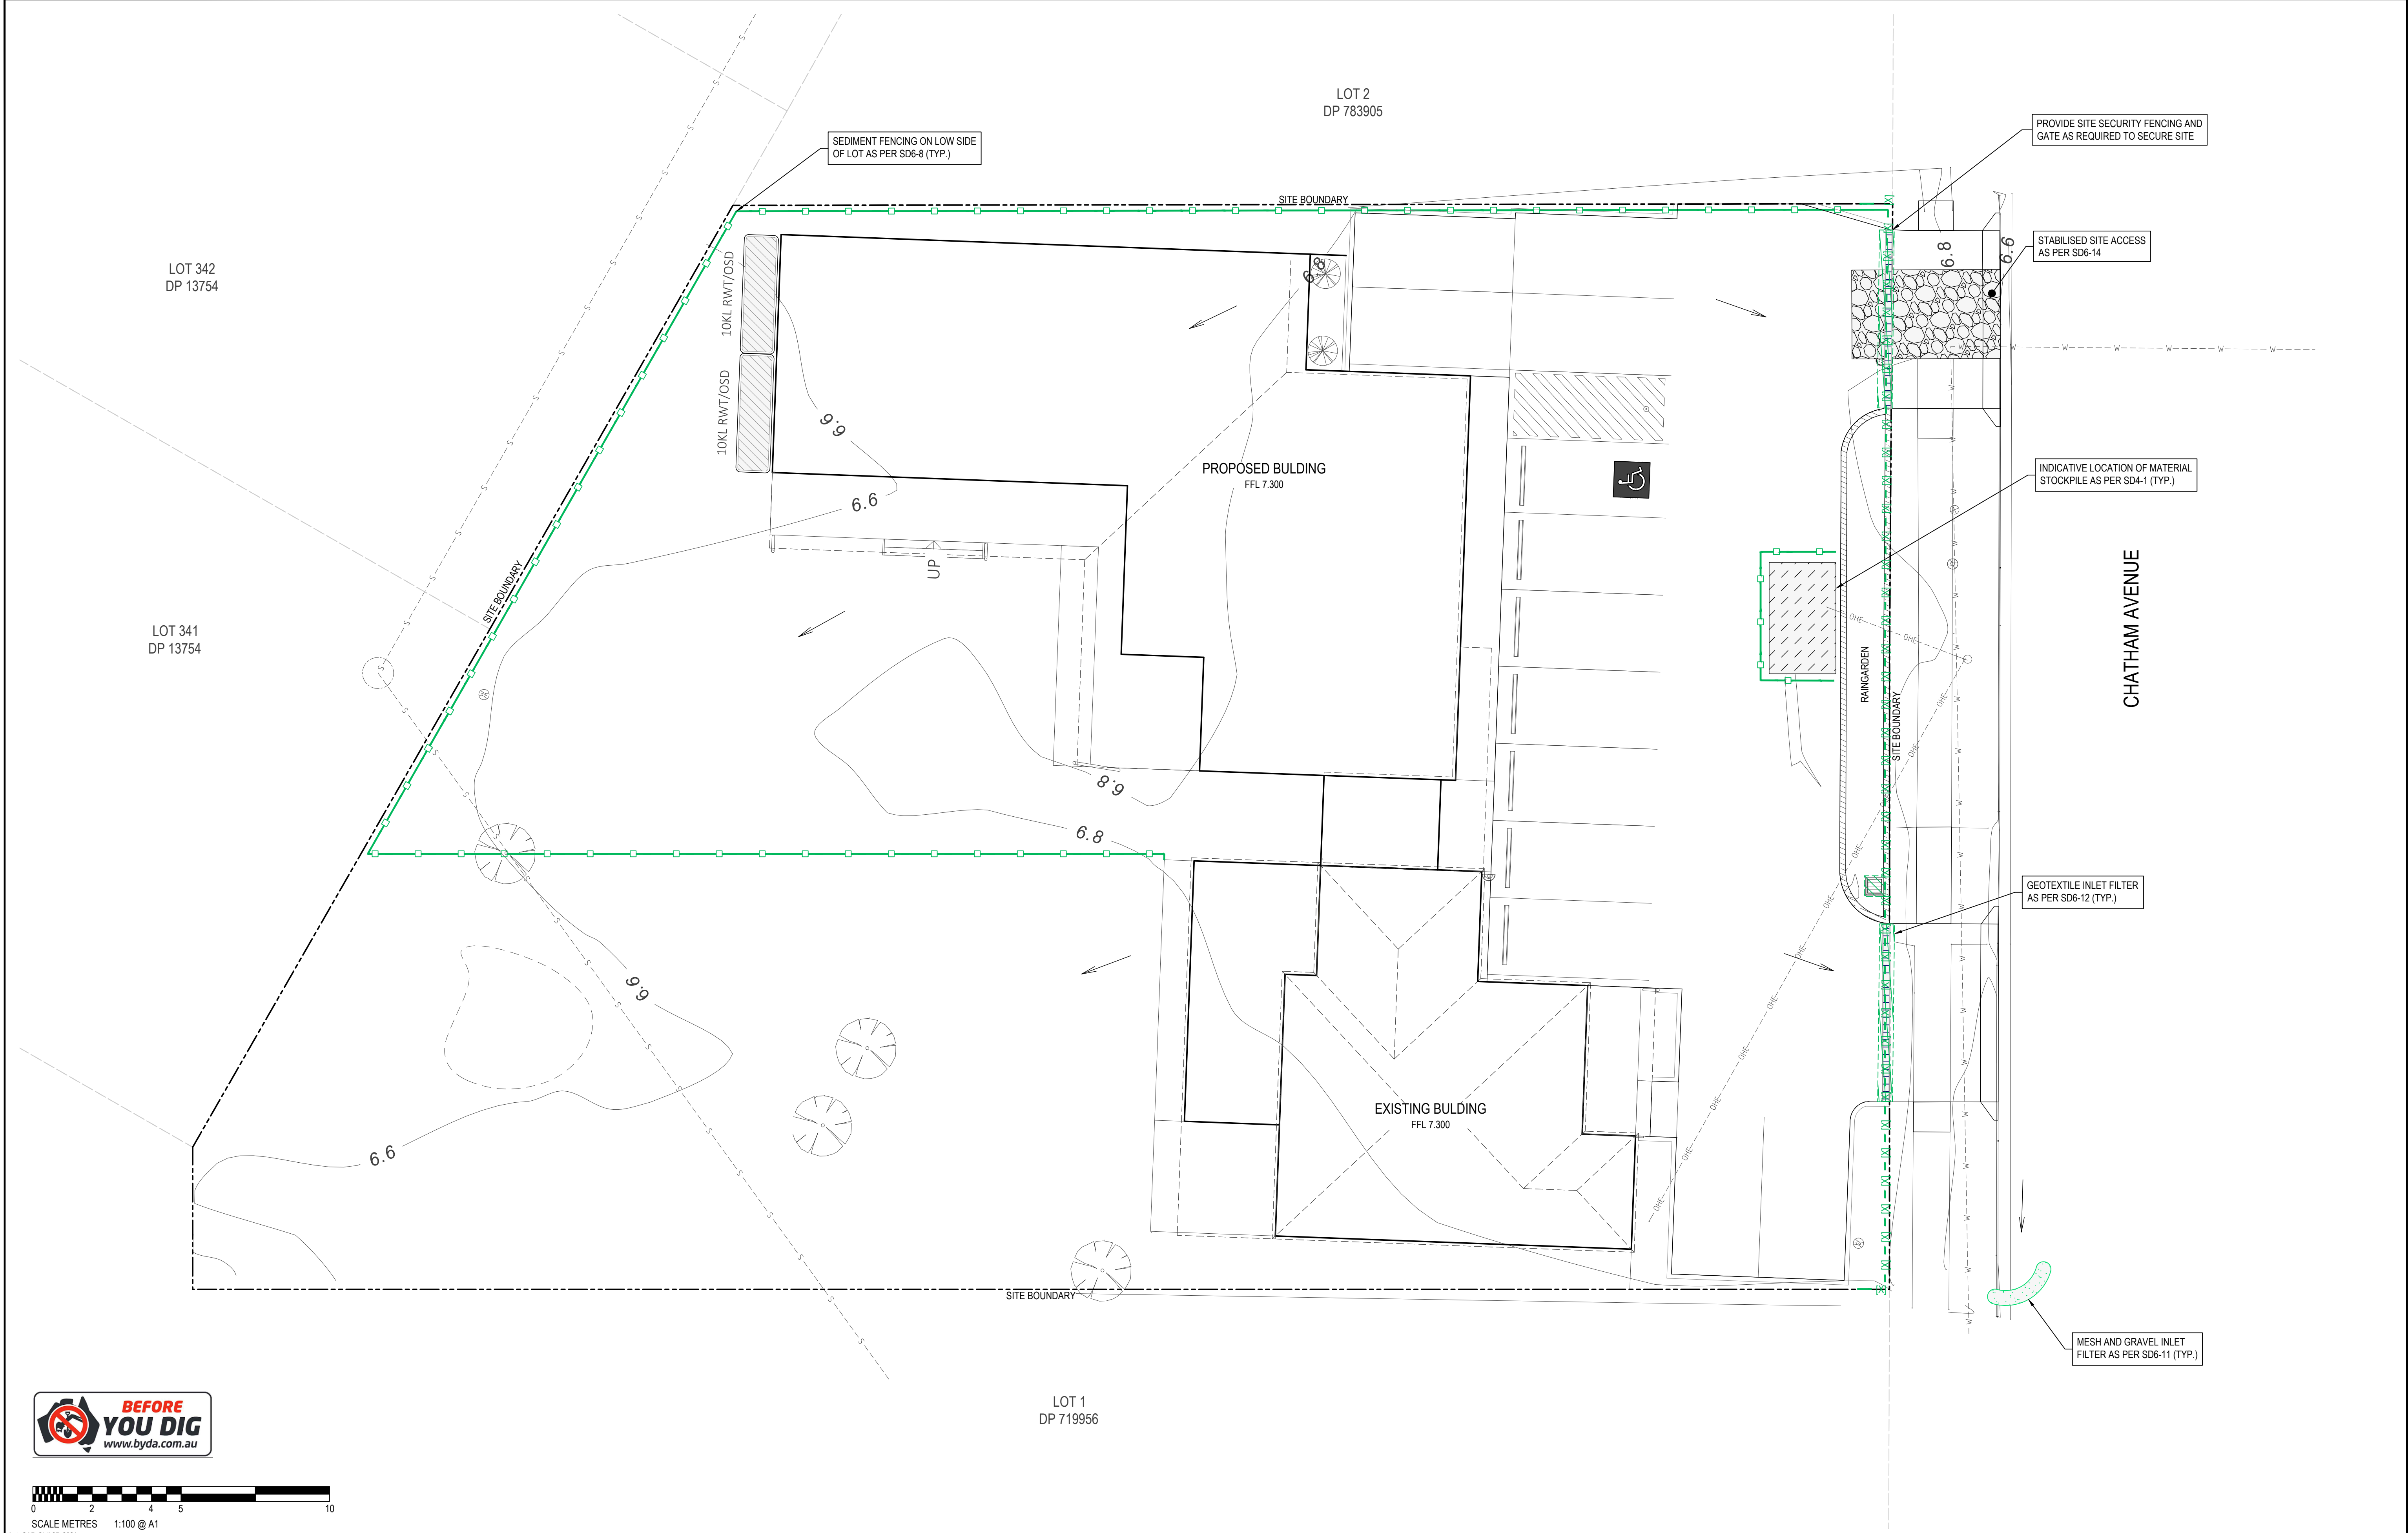 LOT 2
DP 783905
PROVIDE SITE SECURITY FENCING AND
GATE AS REQUIRED TO SECURE SITE
SEDIMENT FENCING ON LOW SIDE
OF LOT AS PER SD6-8 (TYP.)
SITE BOUNDARY
STABILISED SITE ACCESS
AS PER SD6-14
6.8
6.6
6.8
LOT 342
DP 13754
10KL RWT/OSD
10KL RWT/OSD
6.6
6.6
PROPOSED BULDING
FFL 7.300
INDICATIVE LOCATION OF MATERIAL
STOCKPILE AS PER SD4-1 (TYP.)
UP
SITE BOUNDARY
LOT 341
DP 13754
RAINGARDEN
SITE BOUNDARY
CHATHAM AVENUE
6.8
6.8
GEOTEXTILE INLET FILTER
AS PER SD6-12 (TYP.)
6.6
EXISTING BULDING
FFL 7.300
6.6
SITE BOUNDARY
MESH AND GRAVEL INLET
FILTER AS PER SD6-11 (TYP.)
LOT 1
DP 719956
BEFORE
YOU DIG
www.byda.com.au
0 2 4 5 10
SCALE METRES 1:100 @ A1